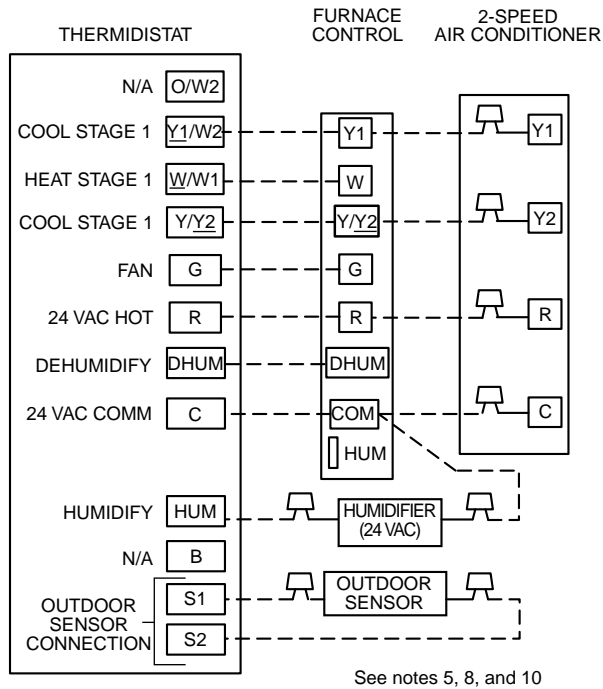 THERMIDISTAT
FURNACE
CONTROL
2-SPEED
AIR CONDITIONER
N/A O/W2
COOL STAGE 1 Y1/W2 Y1 Y1
HEAT STAGE 1 W/W1 W
COOL STAGE 1 Y/Y2 Y/Y2 Y2
FAN G G
24 VAC HOT R R R
DEHUMIDIFY DHUM DHUM
24 VAC COMM C COM C
HUM
HUMIDIFY HUM HUMIDIFIER
(24 VAC)
N/A B
OUTDOOR
SENSOR
CONNECTION
S1
S2
OUTDOOR
SENSOR
See notes 5, 8, and 10